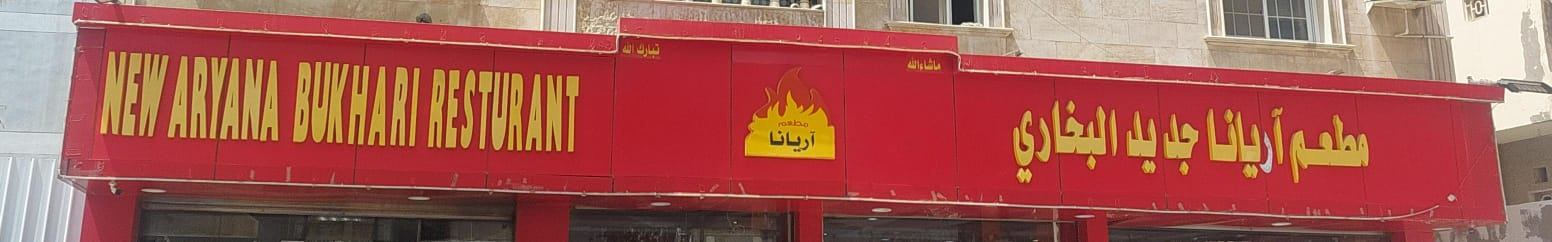 NEW ARYANA BUKHARI RESTURANT
تبارك الله
ماشاءالله
مطعم
آريانا
مطعم آريانا جديد البخاري